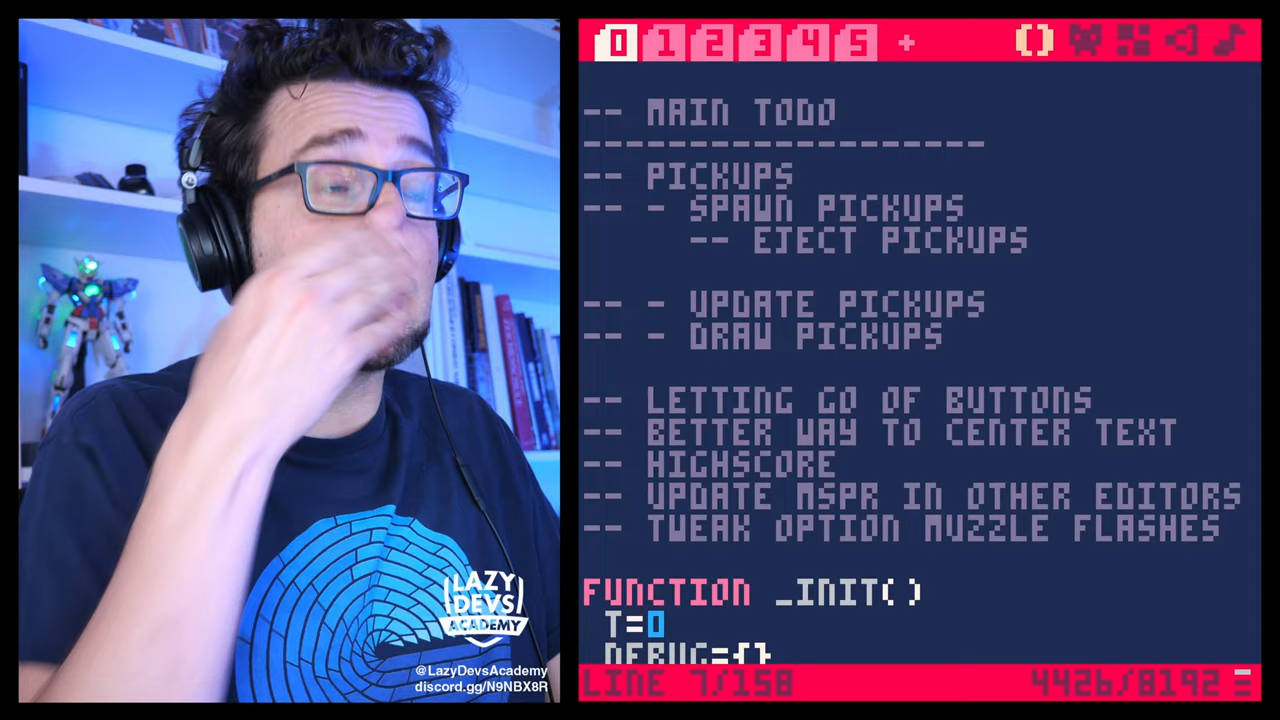 0 1 2 3 4 5 +
-- MAIN TODO
-------------------
-- PICKUPS
-- - SPAWN PICKUPS
-- EJECT PICKUPS
-- - UPDATE PICKUPS
-- - DRAW PICKUPS
-- LETTING GO OF BUTTONS
-- BETTER WAY TO CENTER TEXT
-- HIGHSCORE
-- UPDATE MSPR IN OTHER EDITORS
-- TWEAK OPTION MUZZLE FLASHES
FUNCTION _INIT()
T=0
DEBUG={}
LINE 7/158 4426/8192
LAZY
DEVS
ACADEMY
@LazyDevsAcademy
discord.gg/N9NBX8R